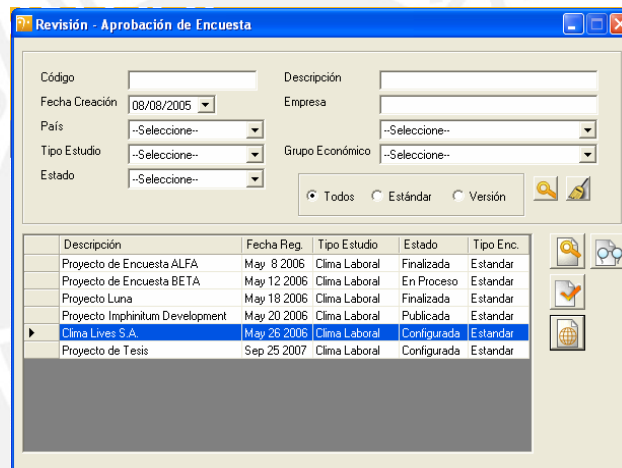 Revisión - Aprobación de Encuesta
Código Descripción
Fecha Creación 08/08/2005 Empresa
País --Seleccione-- --Seleccione--
Tipo Estudio --Seleccione-- Grupo Económico --Seleccione--
Estado --Seleccione--
Todos Estándar Versión
Descripción Fecha Reg. Tipo Estudio Estado Tipo Enc.
Proyecto de Encuesta ALFA May 8 2006 Clima Laboral Finalizada Estandar
Proyecto de Encuesta BETA May 12 2006 Clima Laboral En Proceso Estandar
Proyecto Luna May 18 2006 Clima Laboral Finalizada Estandar
Proyecto Imphinitum Development May 20 2006 Clima Laboral Publicada Estandar
Clima Lives S.A. May 26 2006 Clima Laboral Configurada Estandar
Proyecto de Tesis Sep 25 2007 Clima Laboral Configurada Estandar